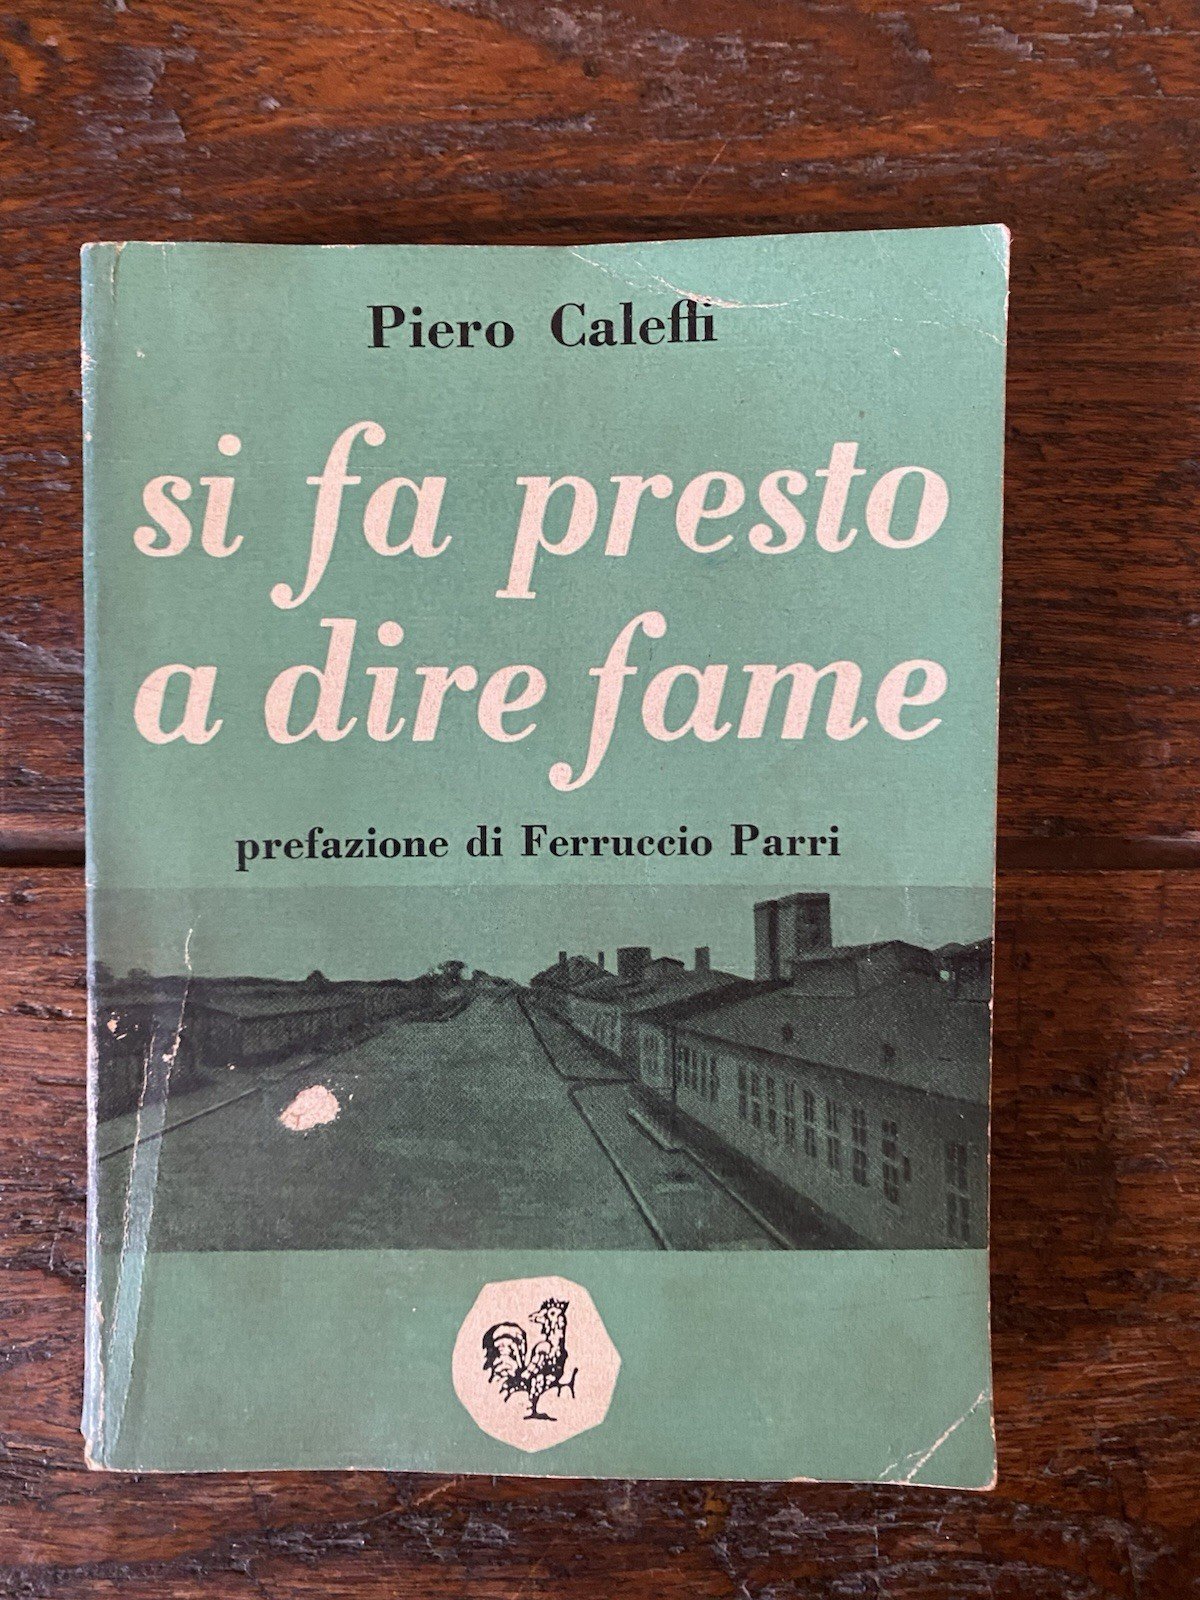 Piero Caleffi
si fa presto
a dire fame
prefazione di Ferruccio Parri